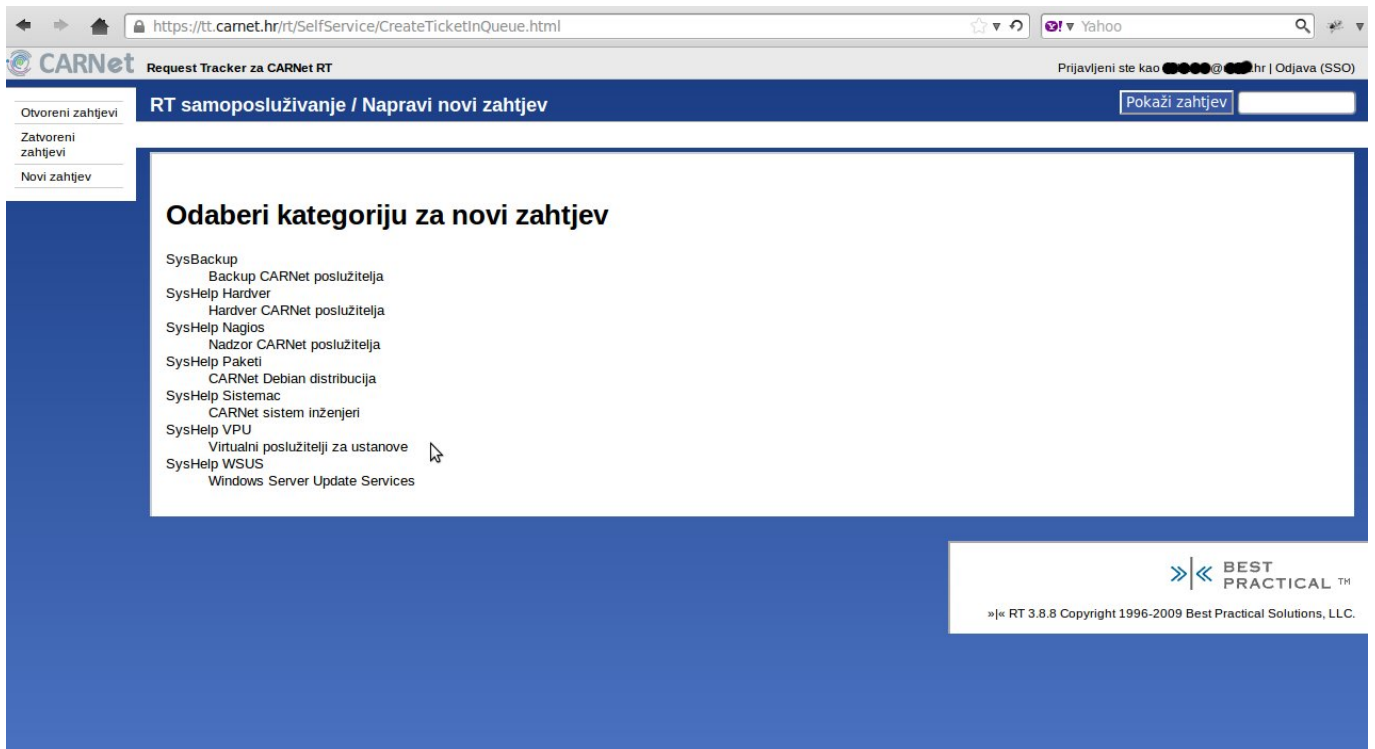 https://tt.carnet.hr/rt/SelfService/CreateTicketInQueue.html
Yahoo
CARNet Request Tracker za CARNet RT
Prijavljeni ste kao @ .hr | Odjava (SSO)
Otvoreni zahtjevi
Zatvoreni
zahtjevi
Novi zahtjev
RT samoposluživanje / Napravi novi zahtjev
Pokaži zahtjev
Odaberi kategoriju za novi zahtjev
SysBackup
Backup CARNet poslužitelja
SysHelp Hardver
Hardver CARNet poslužitelja
SysHelp Nagios
Nadzor CARNet poslužitelja
SysHelp Paketi
CARNet Debian distribucija
SysHelp Sistemac
CARNet sistem inženjeri
SysHelp VPU
Virtualni poslužitelji za ustanove
SysHelp WSUS
Windows Server Update Services
»|« BEST
PRACTICAL ™
»|« RT 3.8.8 Copyright 1996-2009 Best Practical Solutions, LLC.